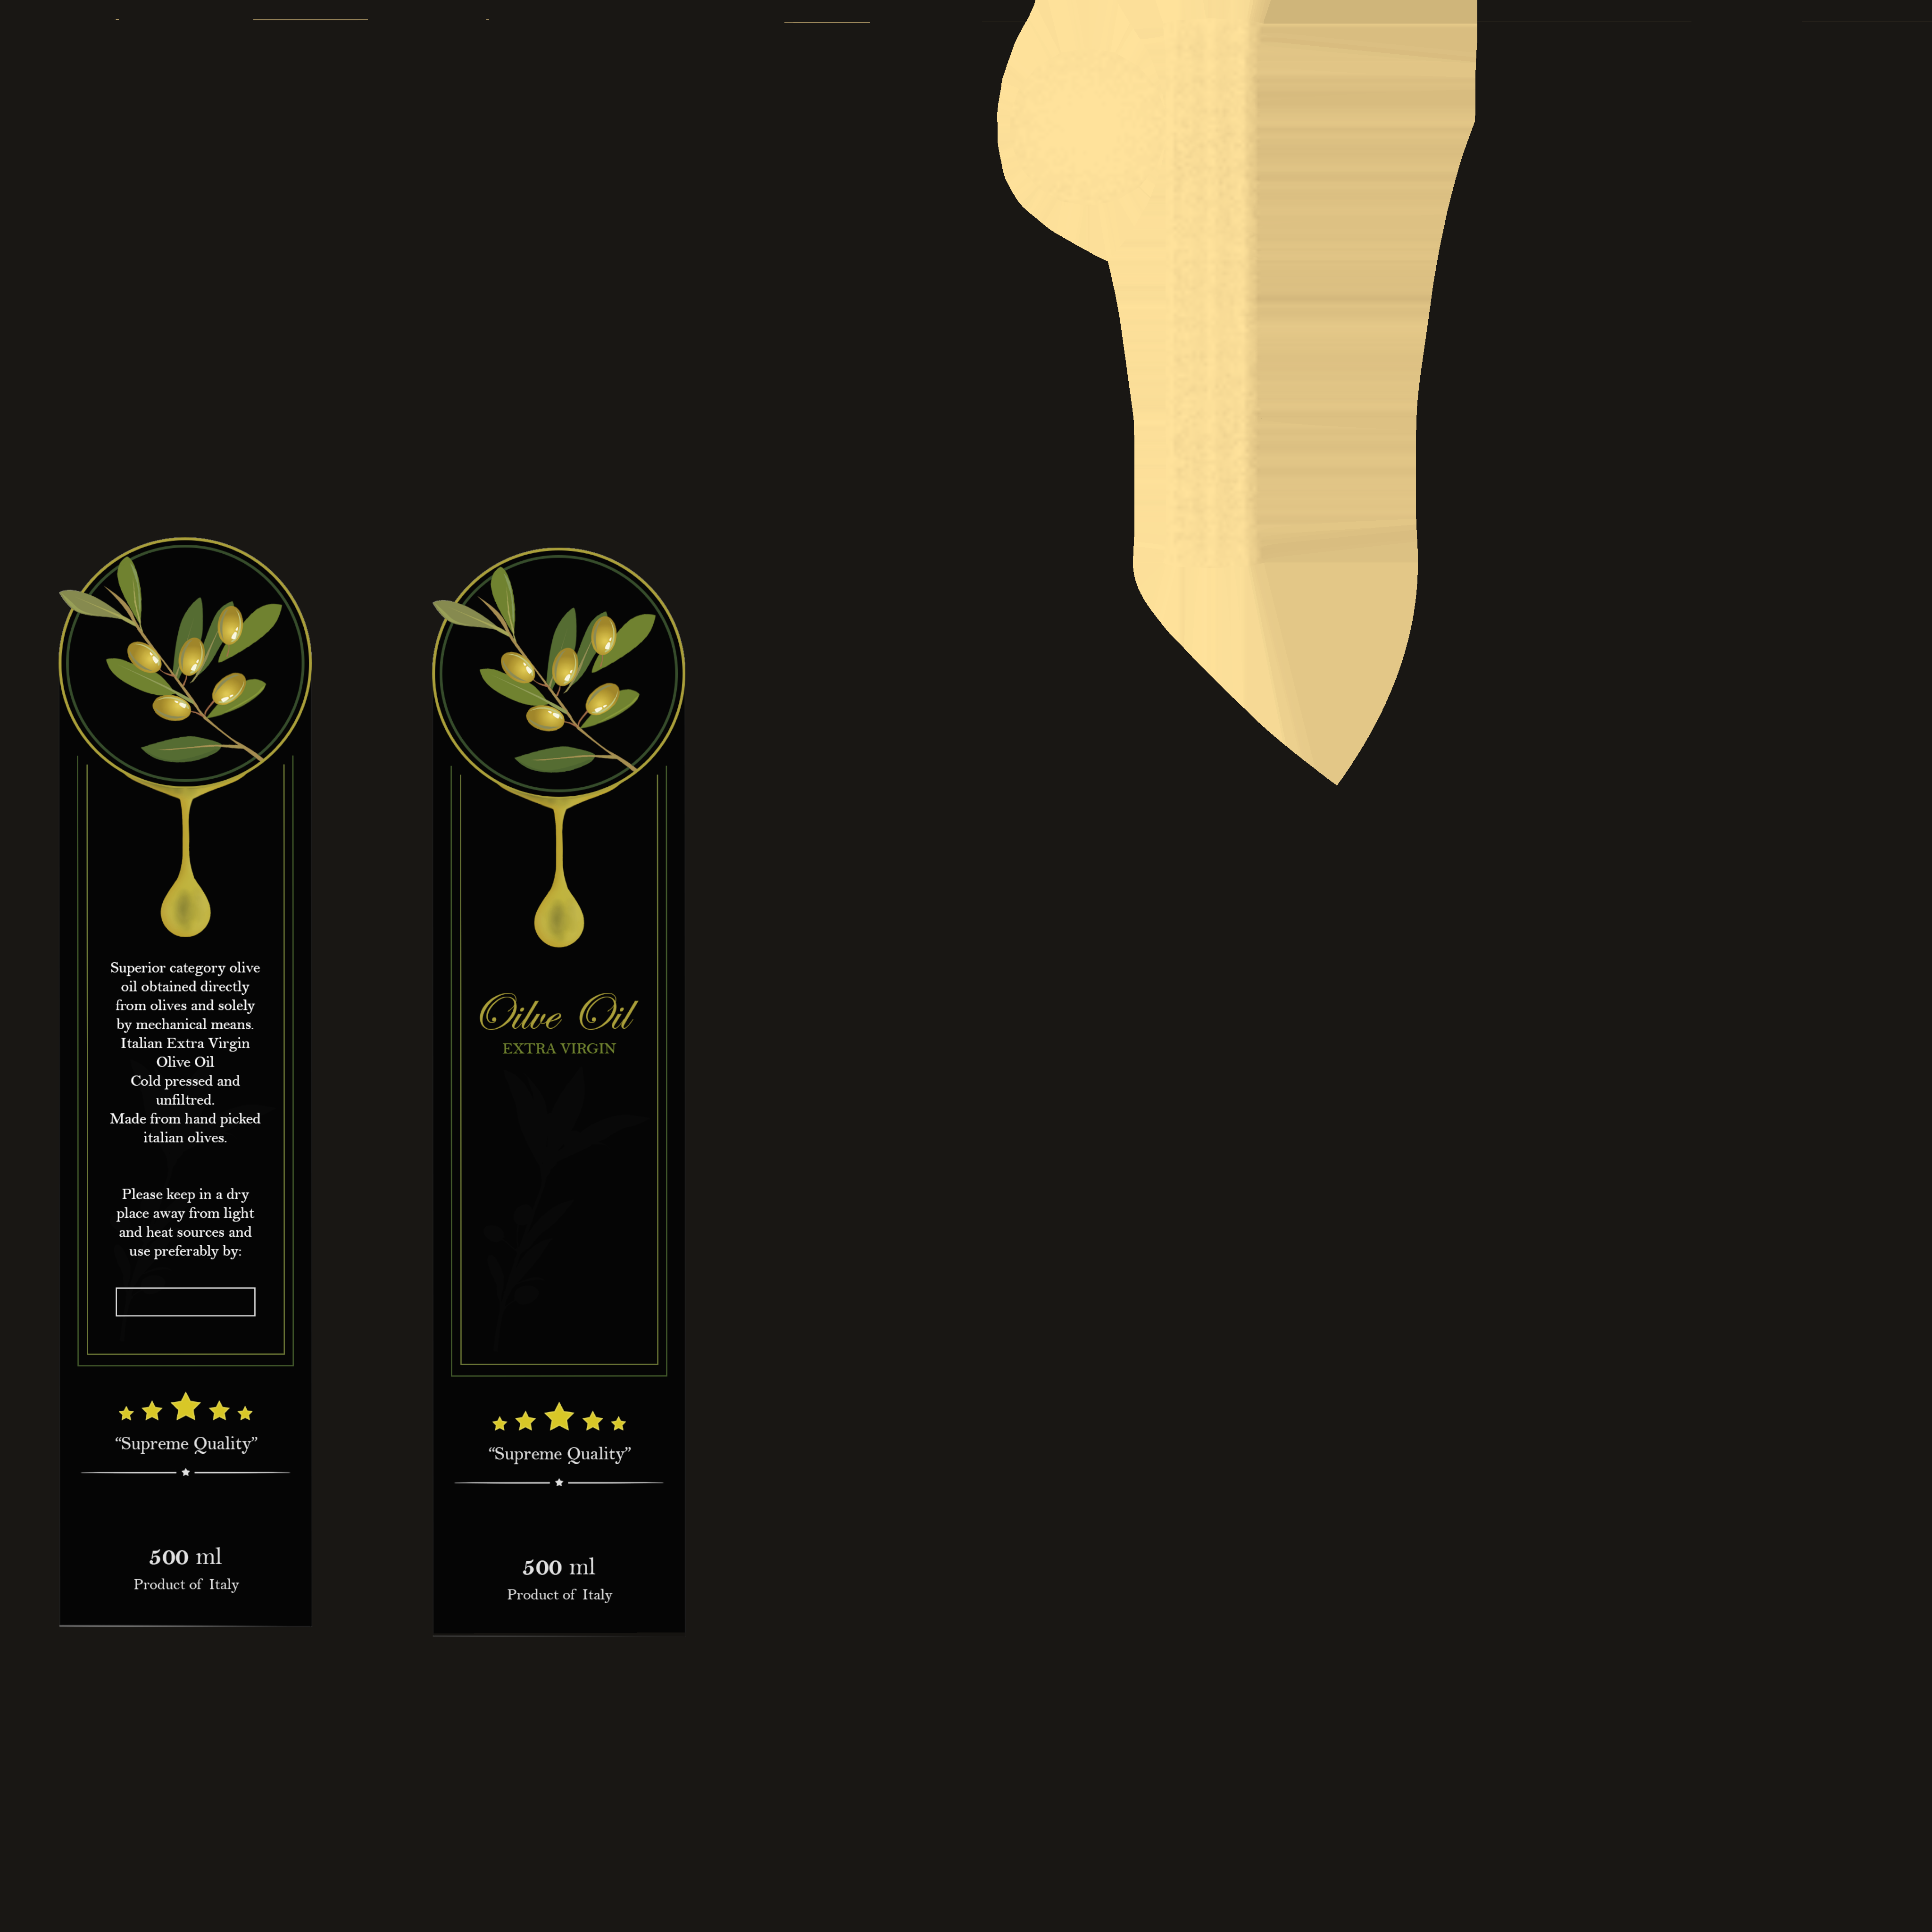 Superior category olive
oil obtained directly
from olives and solely
by mechanical means.
Italian Extra Virgin
Olive Oil
Cold pressed and
unfiltred.
Made from hand picked
italian olives.
Please keep in a dry
place away from light
and heat sources and
use preferably by:
“Supreme Quality”
500 ml
Product of Italy
Oilve Oil
EXTRA VIRGIN
“Supreme Quality”
500 ml
Product of Italy